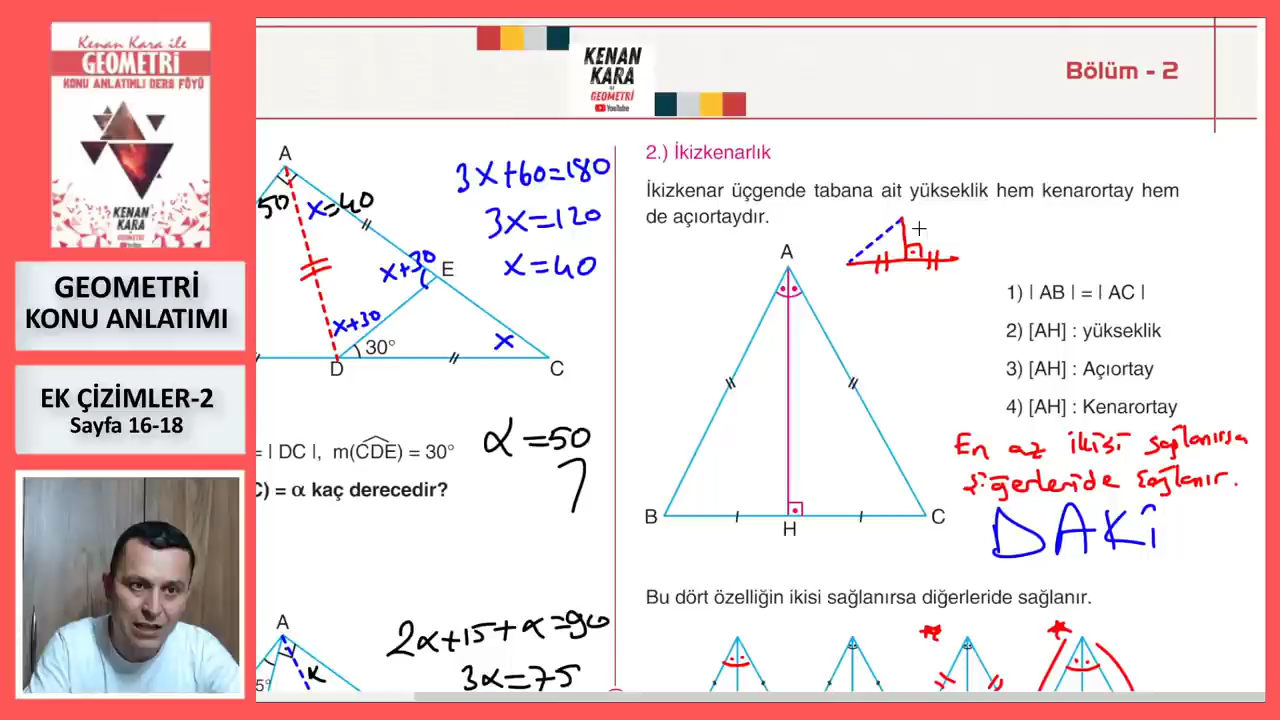 Kenan Kara ile
GEOMETRİ
KONU ANLATIMLI DERS FÖYÜ
KENAN
KARA
GEOMETRİ
GEOMETRİ
KONU ANLATIMI
EK ÇİZİMLER-2
Sayfa 16-18
KENAN
KARA
ile
GEOMETRİ
YouTube
Bölüm - 2
A
50
x=40
x+30
E
x+30
30°
x
D
C
3x+60=180
3x=120
x=40
= | DC |, m(CDE) = 30°
C) = α kaç derecedir?
α=50
A
5°
2α+15+α=90
3α=75
2.) İkizkenarlık
İkizkenar üçgende tabana ait yükseklik hem kenarortay hem
de açıortaydır.
A
B
H
C
1) | AB | = | AC |
2) [AH] : yükseklik
3) [AH] : Açıortay
4) [AH] : Kenarortay
En az ikisi sağlanırsa
diğerleride sağlanır.
DAKİ
Bu dört özelliğin ikisi sağlanırsa diğerleride sağlanır.